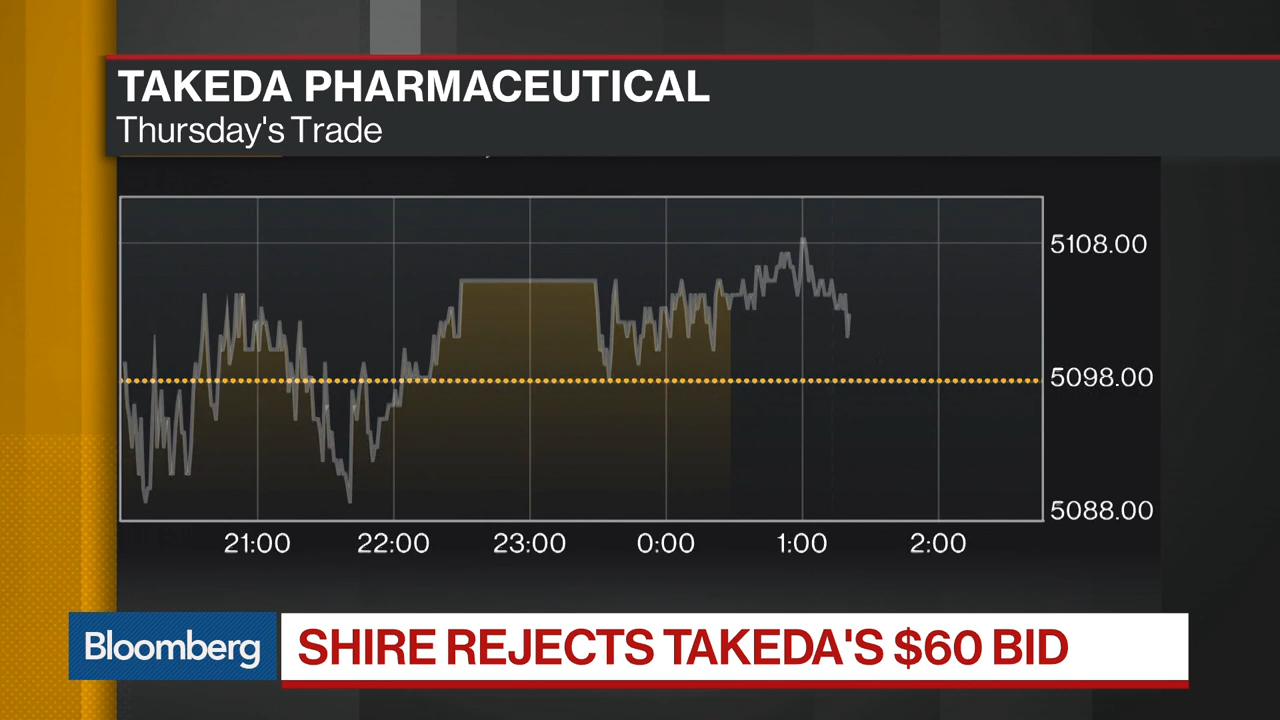 TAKEDA PHARMACEUTICAL
Thursday's Trade
5108.00
5098.00
5088.00
21:00 22:00 23:00 0:00 1:00 2:00
Bloomberg
SHIRE REJECTS TAKEDA'S $60 BID